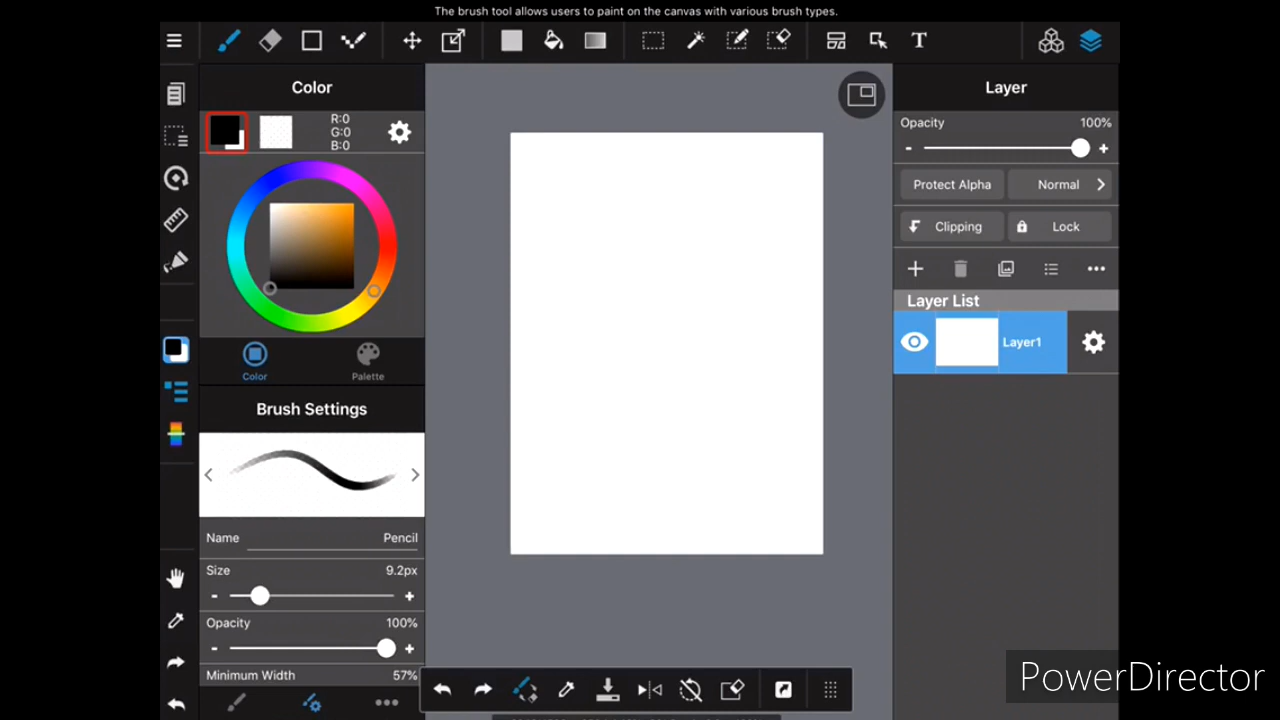 The brush tool allows users to paint on the canvas with various brush types.
T
Color
R:0
G:0
B:0
Color
Palette
Brush Settings
Name Pencil
Size 9.2px
- +
Opacity 100%
- +
Minimum Width 57%
Layer
Opacity 100%
- +
Protect Alpha
Normal
Clipping
Lock
Layer List
Layer1
PowerDirector